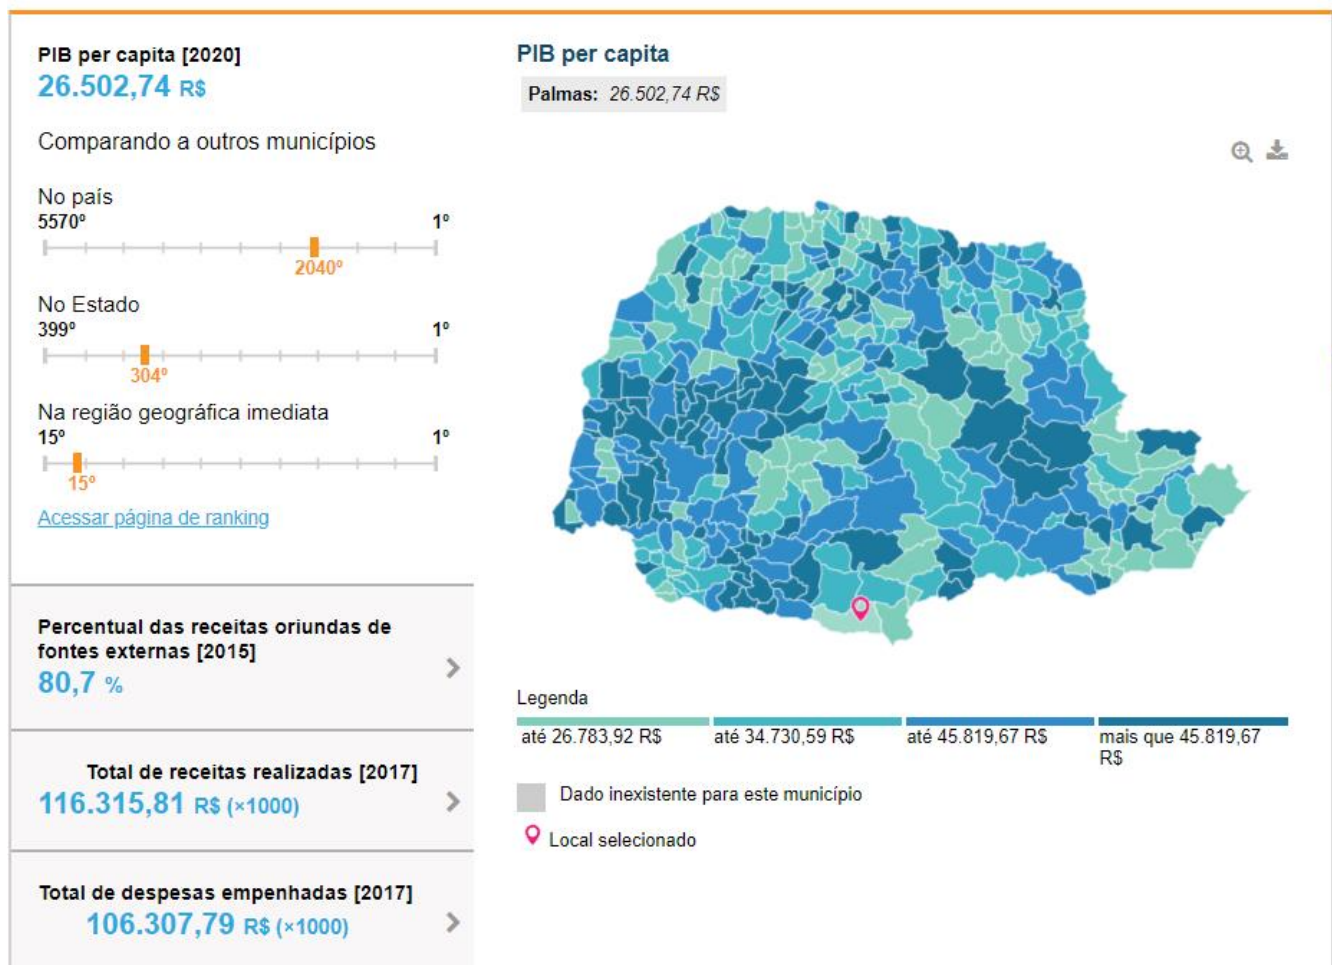 PIB per capita [2020]
26.502,74 R$
Comparando a outros municípios
No país
5570º
1º
2040º
No Estado
399º
1º
304º
Na região geográfica imediata
15º
1º
15º
Acessar página de ranking
Percentual das receitas oriundas de
fontes externas [2015]
80,7 %
Total de receitas realizadas [2017]
116.315,81 R$ (×1000)
Total de despesas empenhadas [2017]
106.307,79 R$ (×1000)
PIB per capita
Palmas: 26.502,74 R$
Legenda
até 26.783,92 R$
até 34.730,59 R$
até 45.819,67 R$
mais que 45.819,67
R$
Dado inexistente para este município
Local selecionado